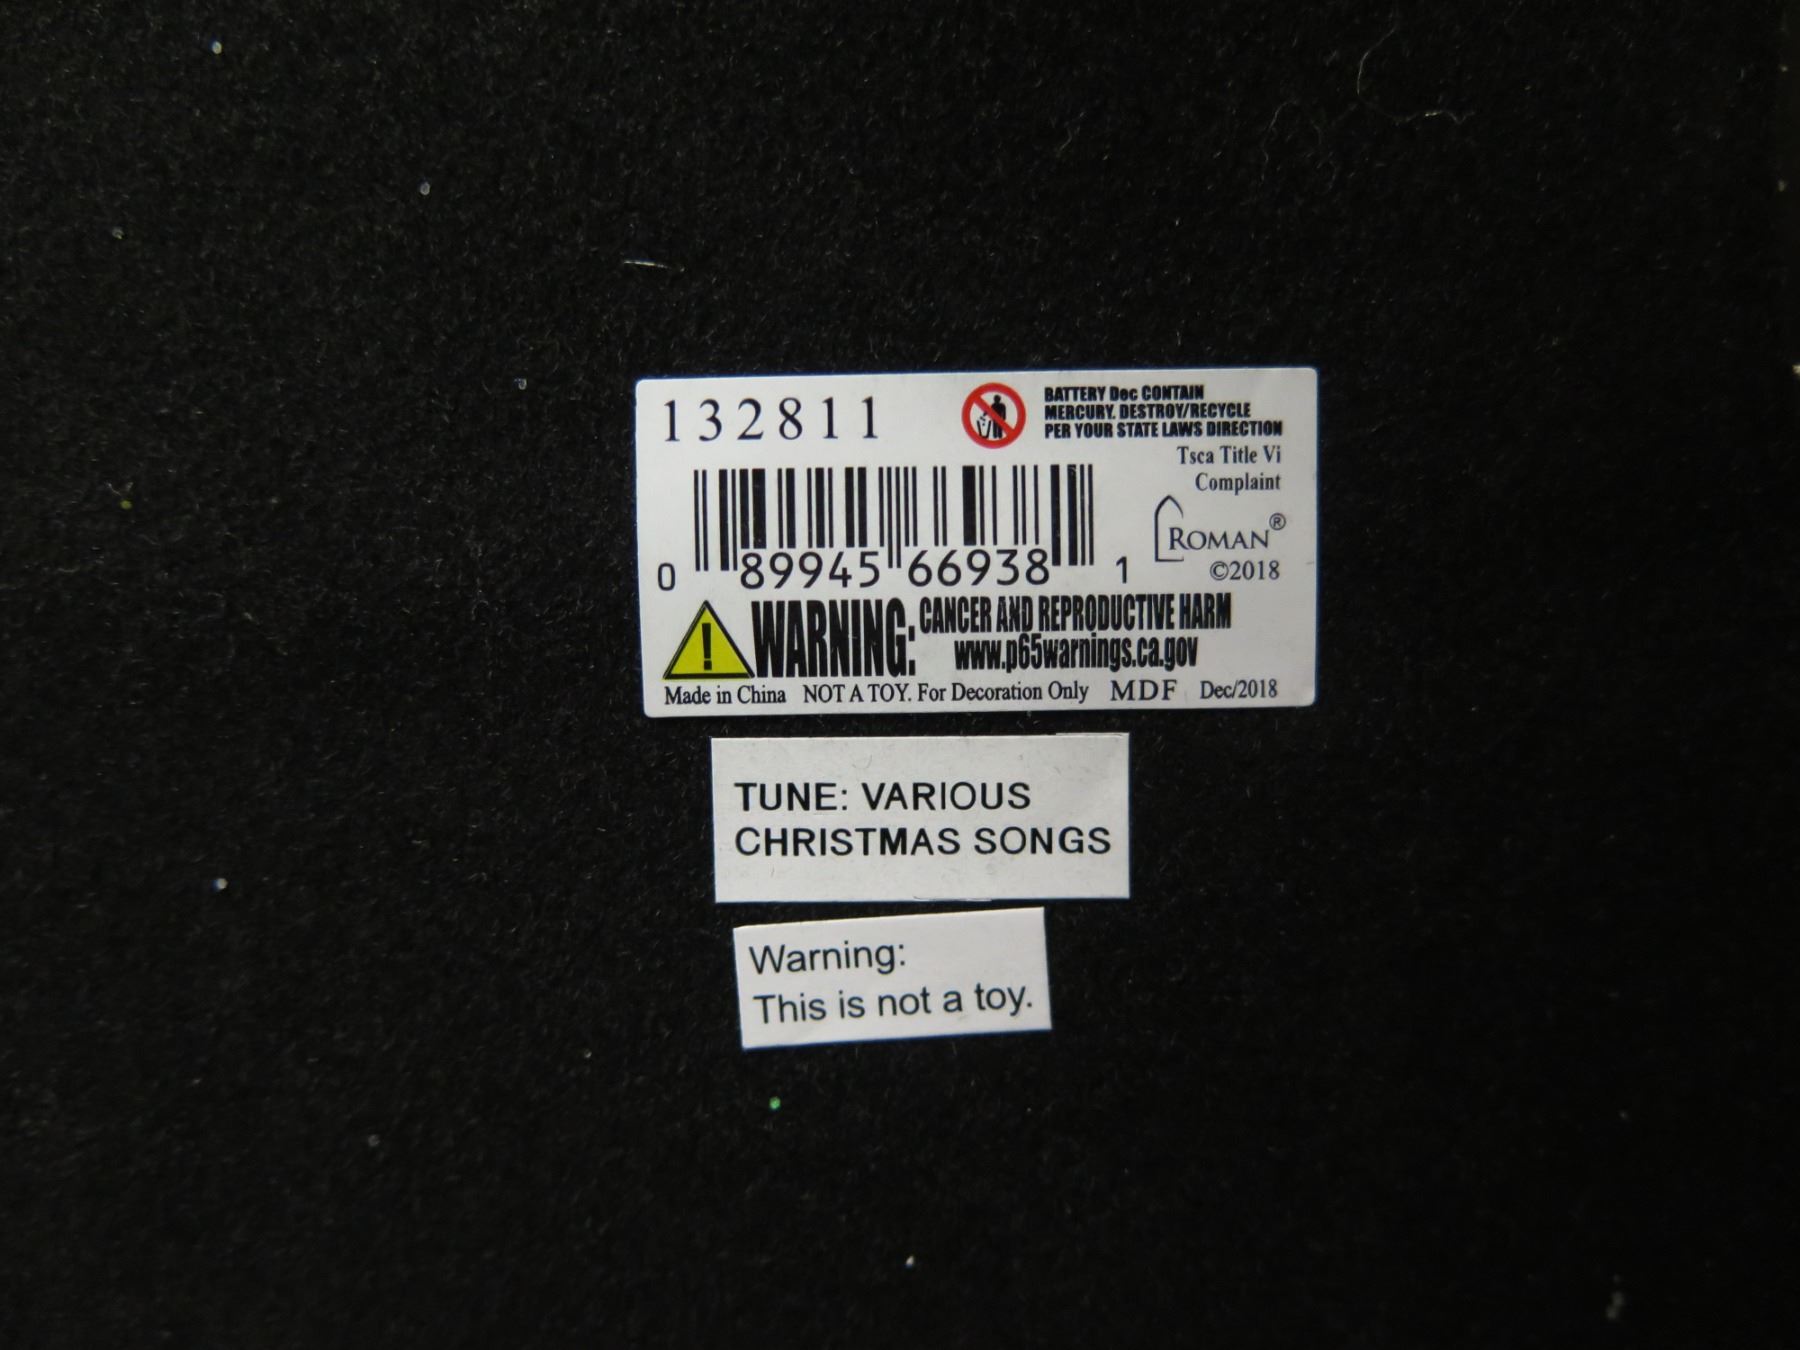 132811
BATTERY Doc CONTAIN
MERCURY. DESTROY/RECYCLE
PER YOUR STATE LAWS DIRECTION
Tsca Title Vi
Complaint
ROMAN®
©2018
0 89945 66938 1
WARNING: CANCER AND REPRODUCTIVE HARM
www.p65warnings.ca.gov
Made in China NOT A TOY. For Decoration Only MDF Dec/2018
TUNE: VARIOUS
CHRISTMAS SONGS
Warning:
This is not a toy.